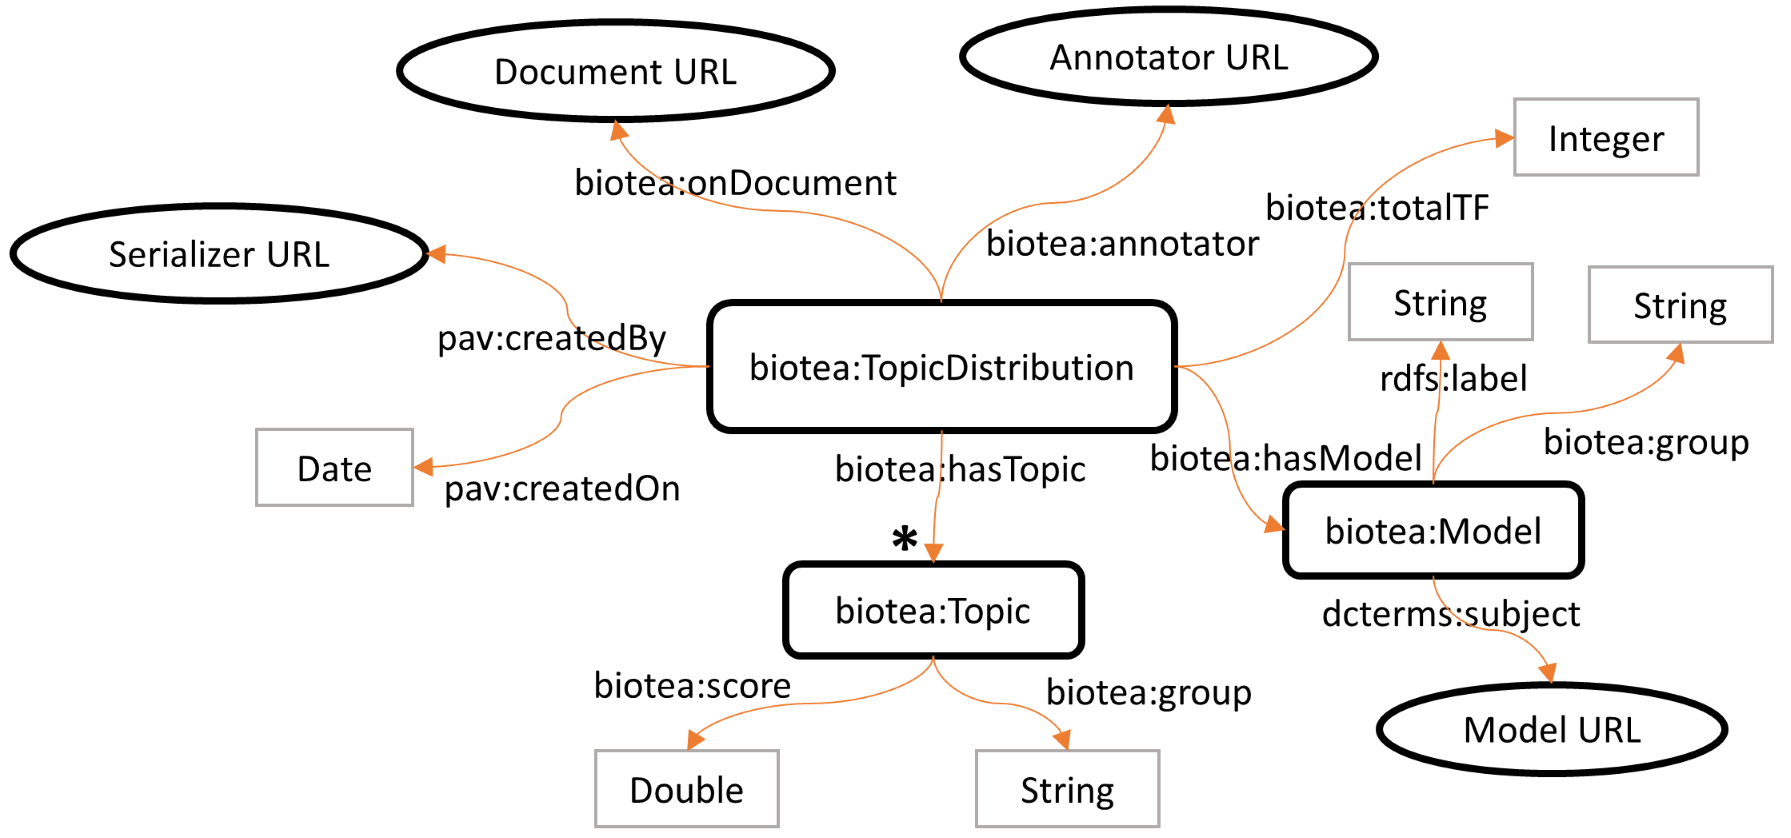 Document URL
Annotator URL
Integer
biotea:onDocument
biotea:totalTF
biotea:annotator
Serializer URL
String
String
pav:createdBy
biotea:TopicDistribution
rdfs:label
biotea:group
biotea:hasModel
Date
biotea:hasTopic
pav:createdOn
biotea:Model
*
biotea:Topic
dcterms:subject
biotea:score
biotea:group
Model URL
Double
String